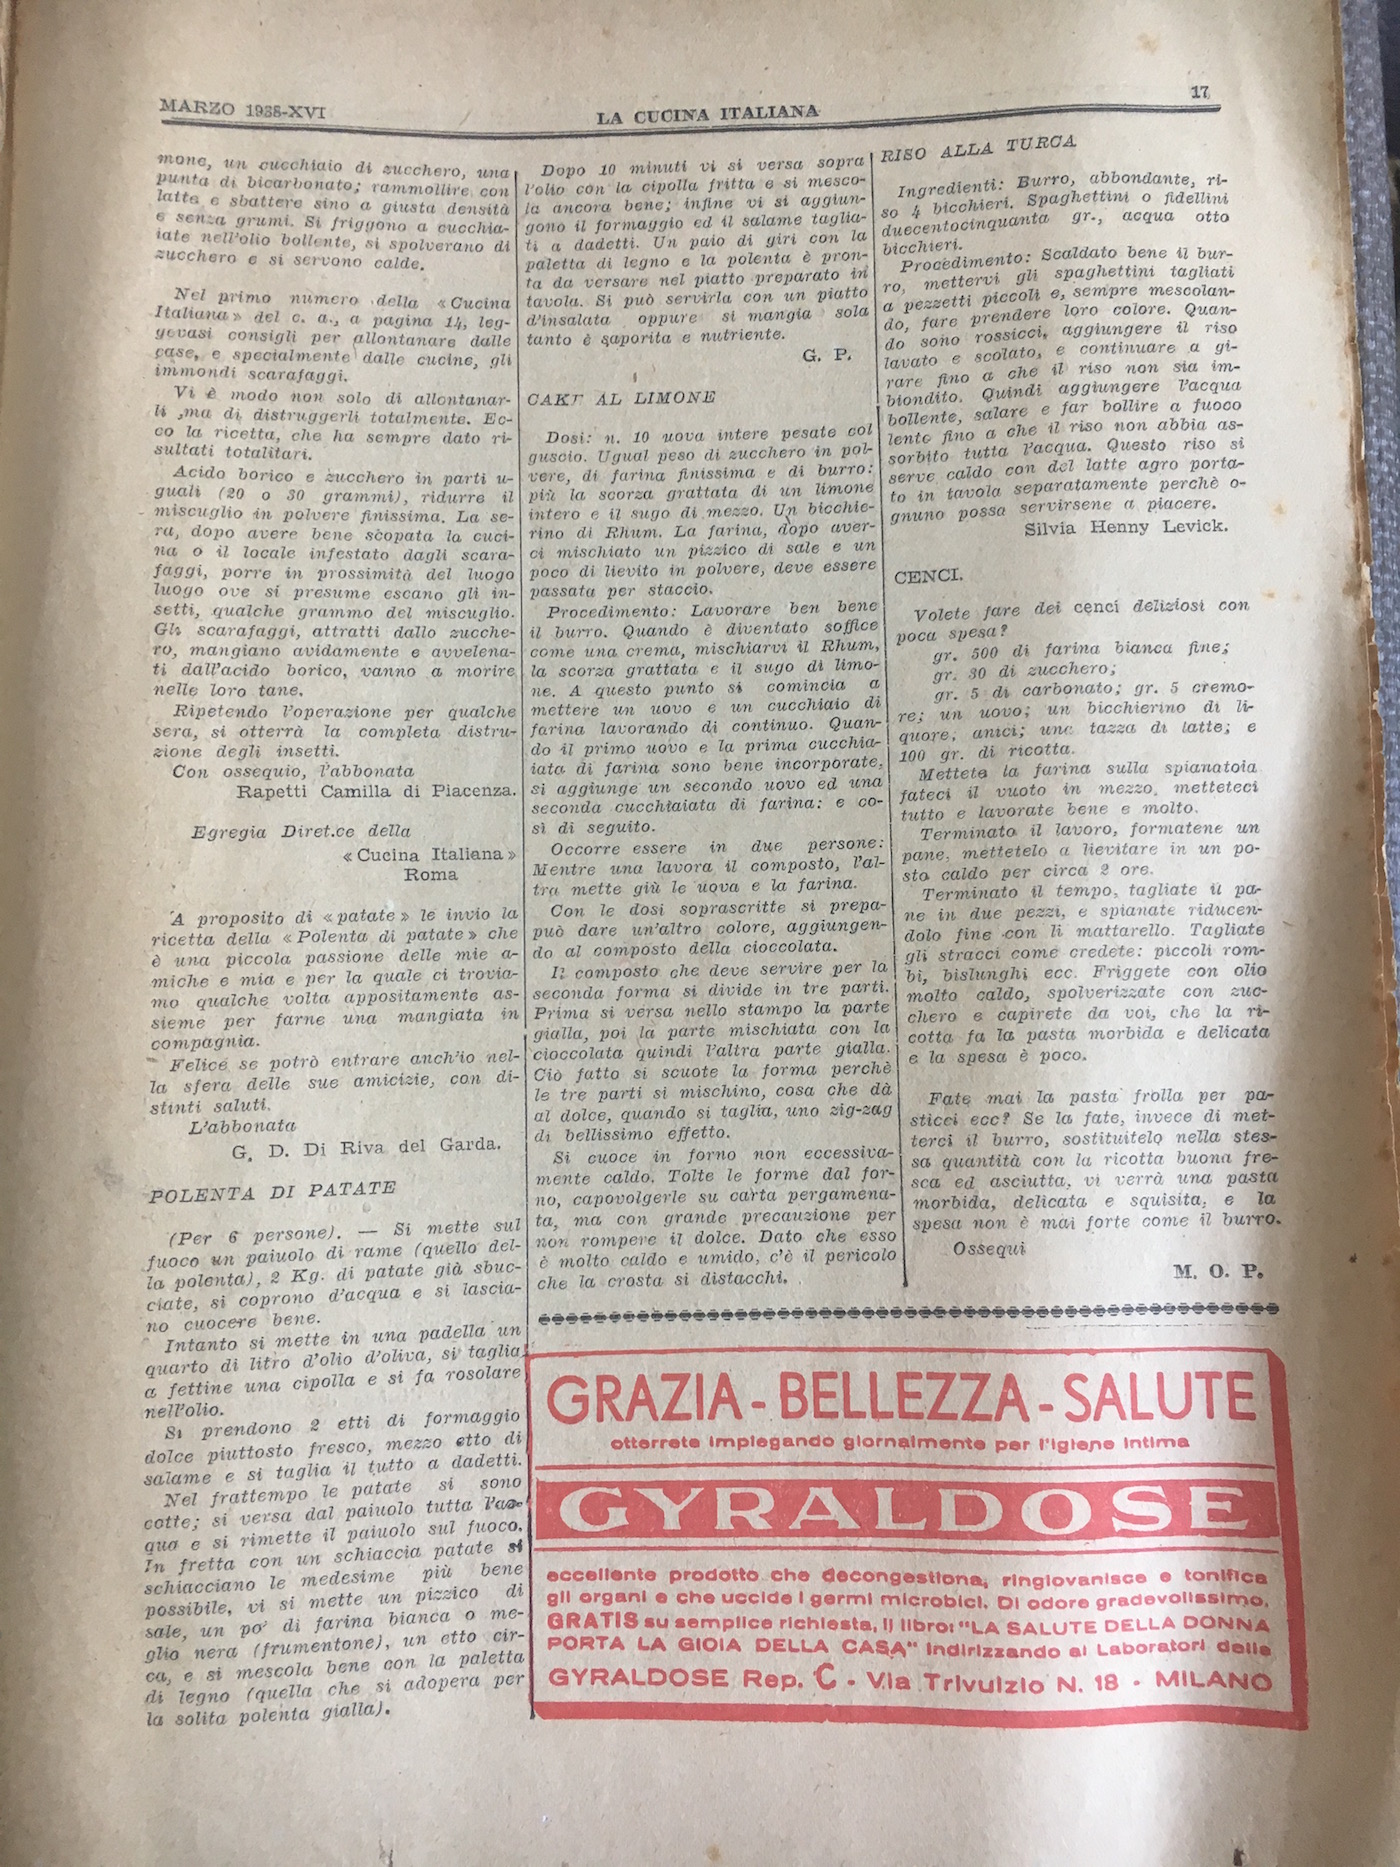 MARZO 1938-XVI
LA CUCINA ITALIANA
17
mone, un cucchiaio di zucchero, una
punta di bicarbonato; rammollire con
latte e sbattere sino a giusta densità
e senza grumi. Si friggono a cucchia-
iate nell'olio bollente, si spolverano di
zucchero e si servono calde.
Nel primo numero della «Cucina
Italiana» del c. a., a pagina 14, leg-
gevasi consigli per allontanare dalle
case, e specialmente dalle cucine, gli
immondi scarafaggi.
Vi è modo non solo di allontanar-
li ,ma di distruggerli totalmente. Ec-
co la ricetta, che ha sempre dato ri-
sultati totalitari.
Acido borico e zucchero in parti u-
guali (20 o 30 grammi), ridurre il
miscuglio in polvere finissima. La se-
ra, dopo avere bene scopata la cuci-
na o il locale infestato dagli scara-
faggi, porre in prossimità del luogo
luogo ove si presume escano gli in-
setti, qualche grammo del miscuglio.
Gli scarafaggi, attratti dallo zucche-
ro, mangiano avidamente e avvelena-
ti dall'acido borico, vanno a morire
nelle loro tane.
Ripetendo l'operazione per qualche
sera, si otterrà la completa distru-
zione degli insetti.
Con ossequio, l'abbonata
Rapetti Camilla di Piacenza.
Egregia Diret.ce della
«Cucina Italiana»
Roma
A proposito di «patate» le invio la
ricetta della «Polenta di patate» che
è una piccola passione delle mie a-
miche e mia e per la quale ci trovia-
mo qualche volta appositamente as-
sieme per farne una mangiata in
compagnia.
Felice se potrò entrare anch'io nel-
la sfera delle sue amicizie, con di-
stinti saluti.
L'abbonata
G. D. Di Riva del Garda.
POLENTA DI PATATE
(Per 6 persone). — Si mette sul
fuoco un paiuolo di rame (quello del-
la polenta), 2 Kg. di patate già sbuc-
ciate, si coprono d'acqua e si lascia-
no cuocere bene.
Intanto si mette in una padella un
quarto di litro d'olio d'oliva, si taglia
a fettine una cipolla e si fa rosolare
nell'olio.
Si prendono 2 etti di formaggio
dolce piuttosto fresco, mezzo etto di
salame e si taglia il tutto a dadetti.
Nel frattempo le patate si sono
cotte; si versa dal paiuolo tutta l'ac-
qua e si rimette il paiuolo sul fuoco.
In fretta con un schiaccia patate si
schiacciano le medesime più bene
possibile, vi si mette un pizzico di
sale, un po' di farina bianca o me-
glio nera (frumentone), un etto cir-
ca, e si mescola bene con la paletta
di legno (quella che si adopera per
la solita polenta gialla).
Dopo 10 minuti vi si versa sopra
l'olio con la cipolla fritta e si mesco-
la ancora bene; infine vi si aggiun-
gono il formaggio ed il salame taglia-
ti a dadetti. Un paio di giri con la
paletta di legno e la polenta è pron-
ta da versare nel piatto preparato in
tavola. Si può servirla con un piatto
d'insalata oppure si mangia sola
tanto è saporita e nutriente.
G. P.
CAKE AL LIMONE
Dosi: n. 10 uova intere pesate col
guscio. Ugual peso di zucchero in pol-
vere, di farina finissima e di burro:
più la scorza grattata di un limone
intero e il sugo di mezzo. Un bicchie-
rino di Rhum. La farina, dopo aver-
ci mischiato un pizzico di sale e un
poco di lievito in polvere, deve essere
passata per staccio.
Procedimento: Lavorare ben bene
il burro. Quando è diventato soffice
come una crema, mischiarvi il Rhum,
la scorza grattata e il sugo di limo-
ne. A questo punto si comincia a
mettere un uovo e un cucchiaio di
farina lavorando di continuo. Quan-
do il primo uovo e la prima cucchia-
iata di farina sono bene incorporate,
si aggiunge un secondo uovo ed una
seconda cucchiaiata di farina: e co-
sì di seguito.
Occorre essere in due persone:
Mentre una lavora il composto, l'al-
tra mette giù le uova e la farina.
Con le dosi soprascritte si prepa-
può dare un'altro colore, aggiungen-
do al composto della cioccolata.
Il composto che deve servire per la
seconda forma si divide in tre parti.
Prima si versa nello stampo la parte
gialla, poi la parte mischiata con la
cioccolata quindi l'altra parte gialla.
Ciò fatto si scuote la forma perchè
le tre parti si mischino, cosa che dà
al dolce, quando si taglia, uno zig-zag
di bellissimo effetto.
Si cuoce in forno non eccessiva-
mente caldo. Tolte le forme dal for-
no, capovolgerle su carta pergamena-
ta, ma con grande precauzione per
non rompere il dolce. Dato che esso
è molto caldo e umido, c'è il pericolo
che la crosta si distacchi.
RISO ALLA TURCA
Ingredienti: Burro, abbondante, ri-
so 4 bicchieri. Spaghettini o fidellini
duecentocinquanta gr., acqua otto
bicchieri.
Procedimento: Scaldato bene il bur-
ro, mettervi gli spaghettini tagliati
a pezzetti piccoli e, sempre mescolan-
do, fare prendere loro colore. Quan-
do sono rossicci, aggiungere il riso
lavato e scolato, e continuare a gi-
rare fino a che il riso non sia im-
biondito. Quindi aggiungere l'acqua
bollente, salare e far bollire a fuoco
lento fino a che il riso non abbia as-
sorbito tutta l'acqua. Questo riso si
serve caldo con del latte agro porta-
to in tavola separatamente perchè o-
gnuno possa servirsene a piacere.
Silvia Henny Levick.
CENCI.
Volete fare dei cenci deliziosi con
poca spesa?
gr. 500 di farina bianca fine;
gr. 30 di zucchero;
gr. 5 di carbonato; gr. 5 cremo-
re; un uovo; un bicchierino di li-
quore, anici; una tazza di latte; e
100 gr. di ricotta.
Mettete la farina sulla spianatoia
fateci il vuoto in mezzo, metteteci
tutto e lavorate bene e molto.
Terminato il lavoro, formatene un
pane, mettetelo a lievitare in un po-
sto caldo per circa 2 ore.
Terminato il tempo, tagliate il pa-
ne in due pezzi, e spianate riducen-
dolo fine con li mattarello. Tagliate
gli stracci come credete: piccoli rom-
bi, bislunghi ecc. Friggete con olio
molto caldo, spolverizzate con zuc-
chero e capirete da voi, che la ri-
cotta fa la pasta morbida e delicata
e la spesa è poco.
Fate mai la pasta frolla per pa-
sticci ecc? Se la fate, invece di met-
terci il burro, sostituitelo nella stes-
sa quantità con la ricotta buona fre-
sca ed asciutta, vi verrà una pasta
morbida, delicata e squisita, e la
spesa non è mai forte come il burro.
Ossequi
M. O. P.
GRAZIA - BELLEZZA - SALUTE
otterrete impiegando giornalmente per l'igiene intima
GYRALDOSE
eccellente prodotto che decongestiona, ringiovanisce e tonifica
gli organi e che uccide i germi microbici. Di odore gradevolissimo.
GRATIS su semplice richiesta, il libro: "LA SALUTE DELLA DONNA
PORTA LA GIOIA DELLA CASA" indirizzando ai Laboratori della
GYRALDOSE Rep. C - Via Trivulzio N. 18 - MILANO